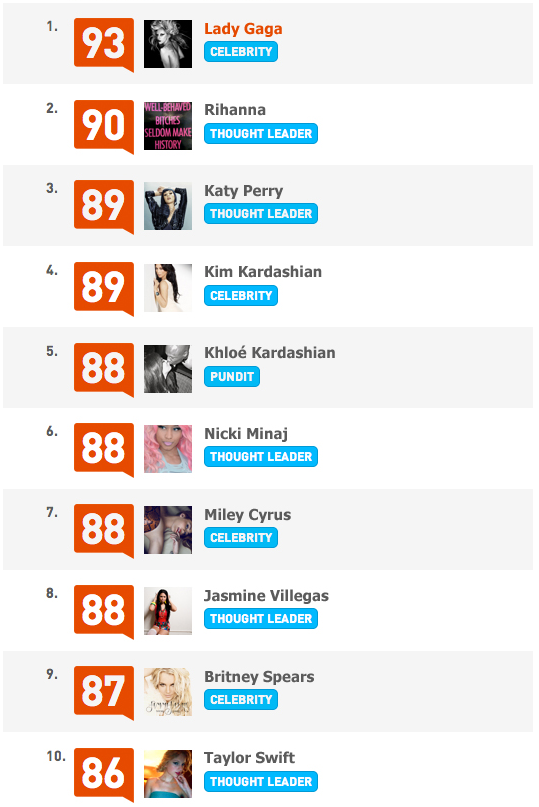 1.
93
Lady Gaga
CELEBRITY
2.
90
WELL-BEHAVED
BITCHES
SELDOM MAKE
HISTORY
Rihanna
THOUGHT LEADER
3.
89
Katy Perry
THOUGHT LEADER
4.
89
Kim Kardashian
CELEBRITY
5.
88
Khloé Kardashian
PUNDIT
6.
88
Nicki Minaj
THOUGHT LEADER
7.
88
Miley Cyrus
CELEBRITY
8.
88
Jasmine Villegas
THOUGHT LEADER
9.
87
Britney Spears
CELEBRITY
10.
86
Taylor Swift
THOUGHT LEADER